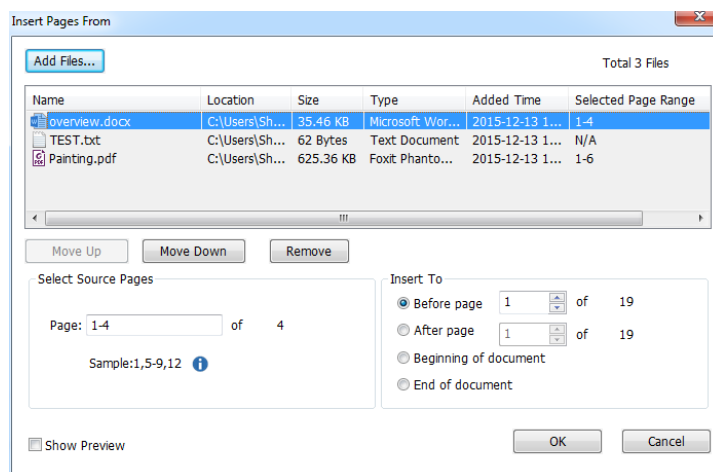 Insert Pages From
Add Files...
Total 3 Files
Name Location Size Type Added Time Selected Page Range
overview.docx C:\Users\Sh... 35.46 KB Microsoft Wor... 2015-12-13 1... 1-4
TEST.txt C:\Users\Sh... 62 Bytes Text Document 2015-12-13 1... N/A
Painting.pdf C:\Users\Sh... 625.36 KB Foxit Phanto... 2015-12-13 1... 1-6
Move Up Move Down Remove
Select Source Pages Insert To
Before page 1 of 19
Page: 1-4 of 4
After page 1 of 19
Sample:1,5-9,12
Beginning of document
End of document
Show Preview OK Cancel